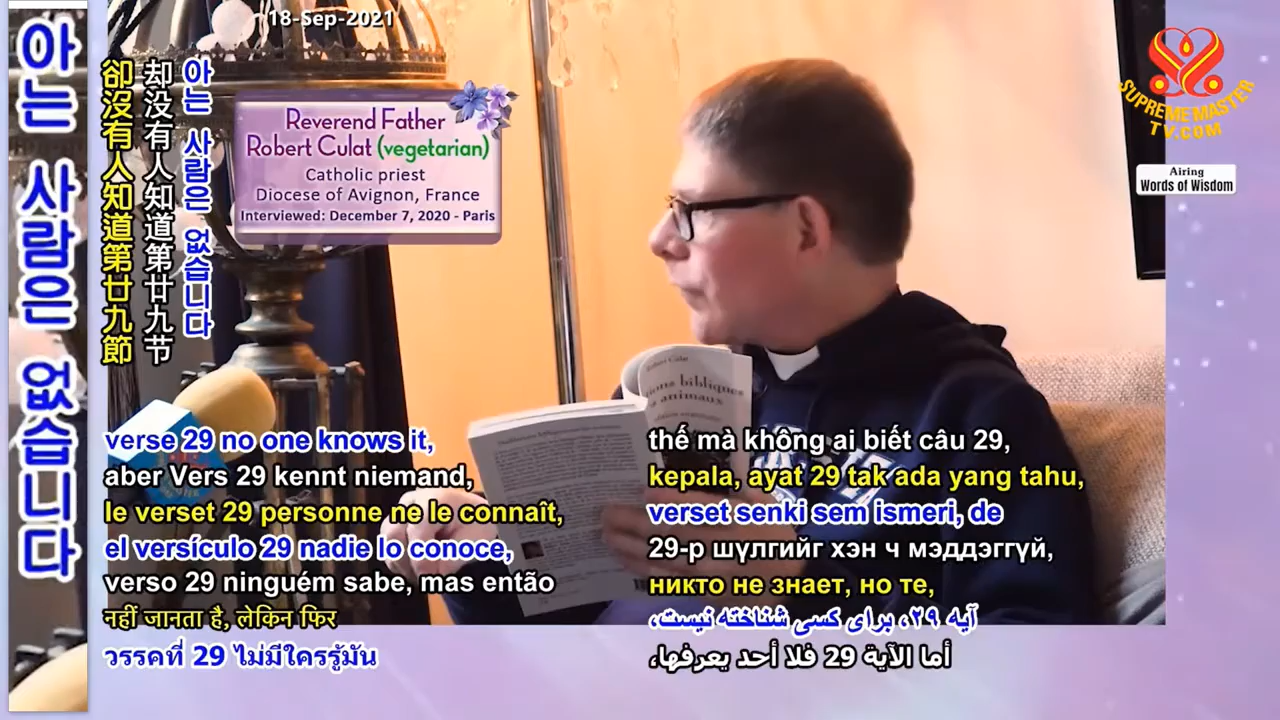 아는 사람은 없습니다
18-Sep-2021
卻沒有人知道第廿九節
却没有人知道第廿九节
아는 사람은 없습니다
Reverend Father
Robert Culat (vegetarian)
Catholic priest
Diocese of Avignon, France
Interviewed: December 7, 2020 - Paris
SUPREME MASTER
TV.COM
Airing
Words of Wisdom
Robert Culat
bibliques
animaux
verse 29 no one knows it,
aber Vers 29 kennt niemand,
le verset 29 personne ne le connaît,
el versículo 29 nadie lo conoce,
verso 29 ninguém sabe, mas então
नहीं जानता है, लेकिन फिर
วรรคที่ 29 ไม่มีใครรู้มัน
thế mà không ai biết câu 29,
kepala, ayat 29 tak ada yang tahu,
verset senki sem ismeri, de
29-р шүлгийг хэн ч мэддэггүй,
никто не знает, но те,
آیه ۲۹، برای کسی شناخته نیست،
أما الآية 29 فلا أحد يعرفها،